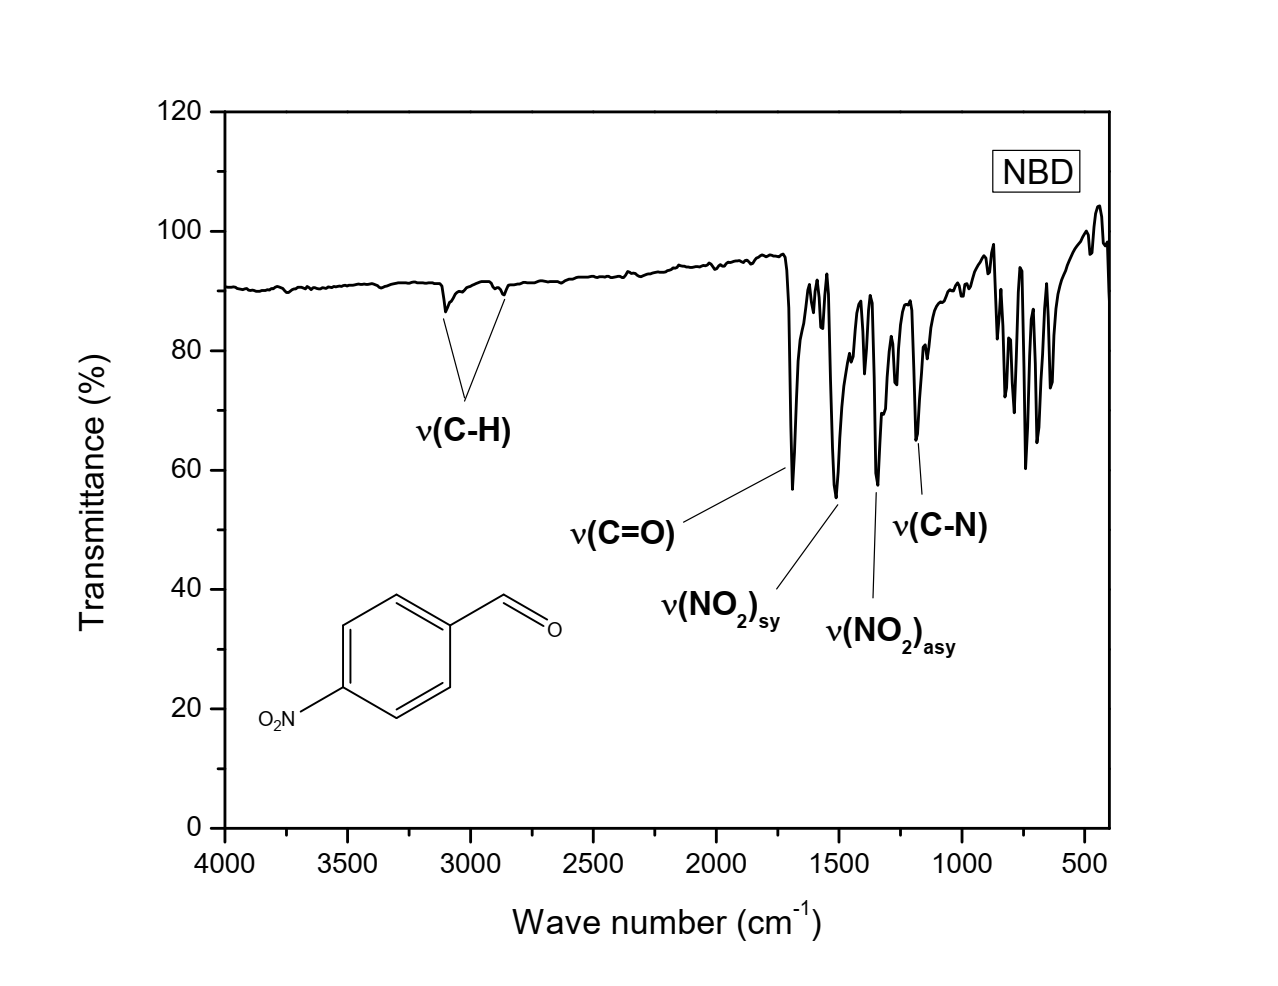 NBD
120
100
80
60
40
20
0
Transmittance (%)
ν(C-H)
ν(C=O)
ν(C-N)
ν(NO₂)sy
ν(NO₂)asy
O
O₂N
4000 3500 3000 2500 2000 1500 1000 500
Wave number (cm⁻¹)